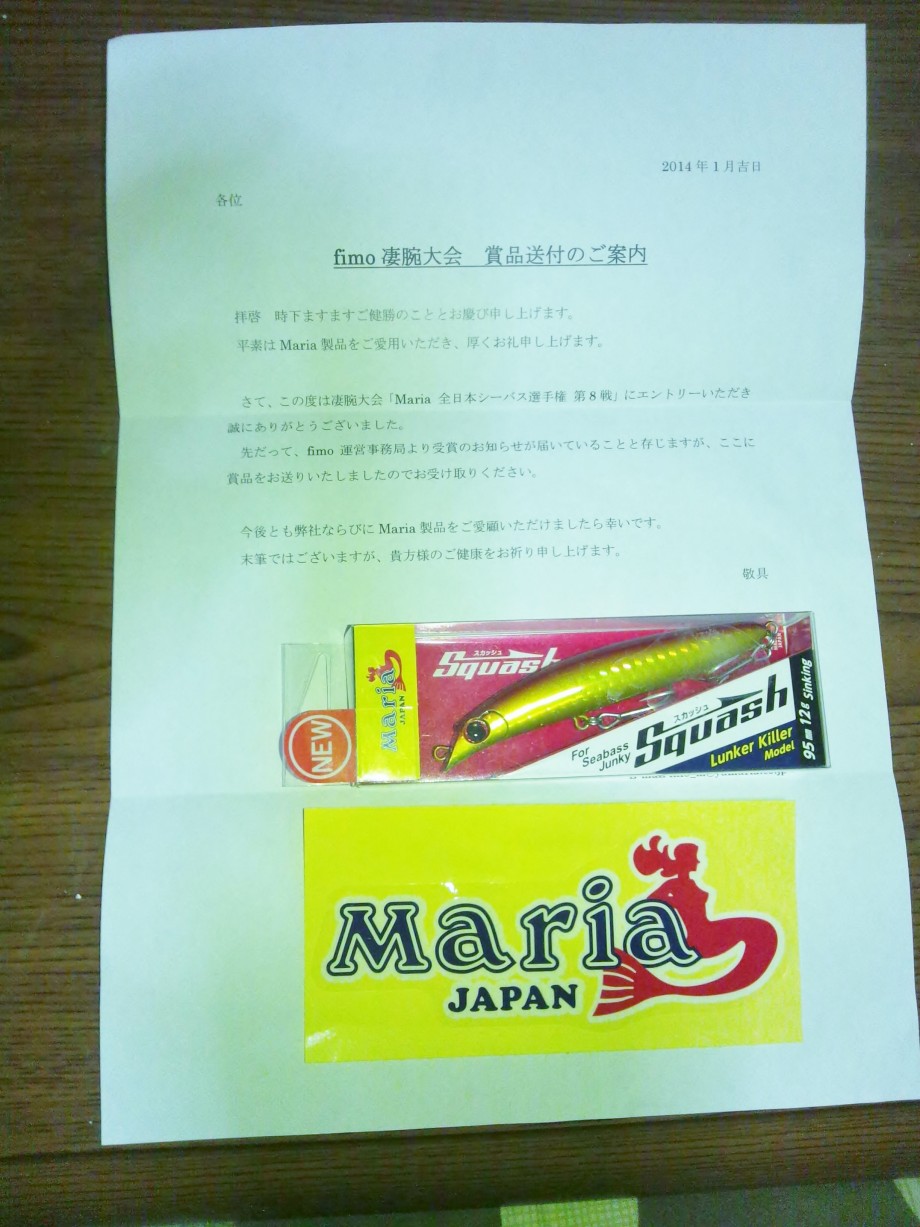 2014年1月吉日
各位
fimo 凄腕大会　賞品送付のご案内
拝啓　時下ますますご健勝のこととお慶び申し上げます。
平素は Maria 製品をご愛用いただき、厚くお礼申し上げます。
さて、この度は凄腕大会「Maria 全日本シーバス選手権 第8戦」にエントリーいただき
誠にありがとうございました。
先だって、fimo 運営事務局より受賞のお知らせが届いていることと存じますが、ここに
賞品をお送りいたしましたのでお受け取りください。
今後とも弊社ならびに Maria 製品をご愛顧いただけましたら幸いです。
末筆ではございますが、貴方様のご健康をお祈り申し上げます。
敬具
NEW
Maria
JAPAN
スカッシュ
Squash
For
Seabass
Junky
スカッシュ
Squash
Lunker Killer
Model
95mm 12g Sinking
Maria
JAPAN